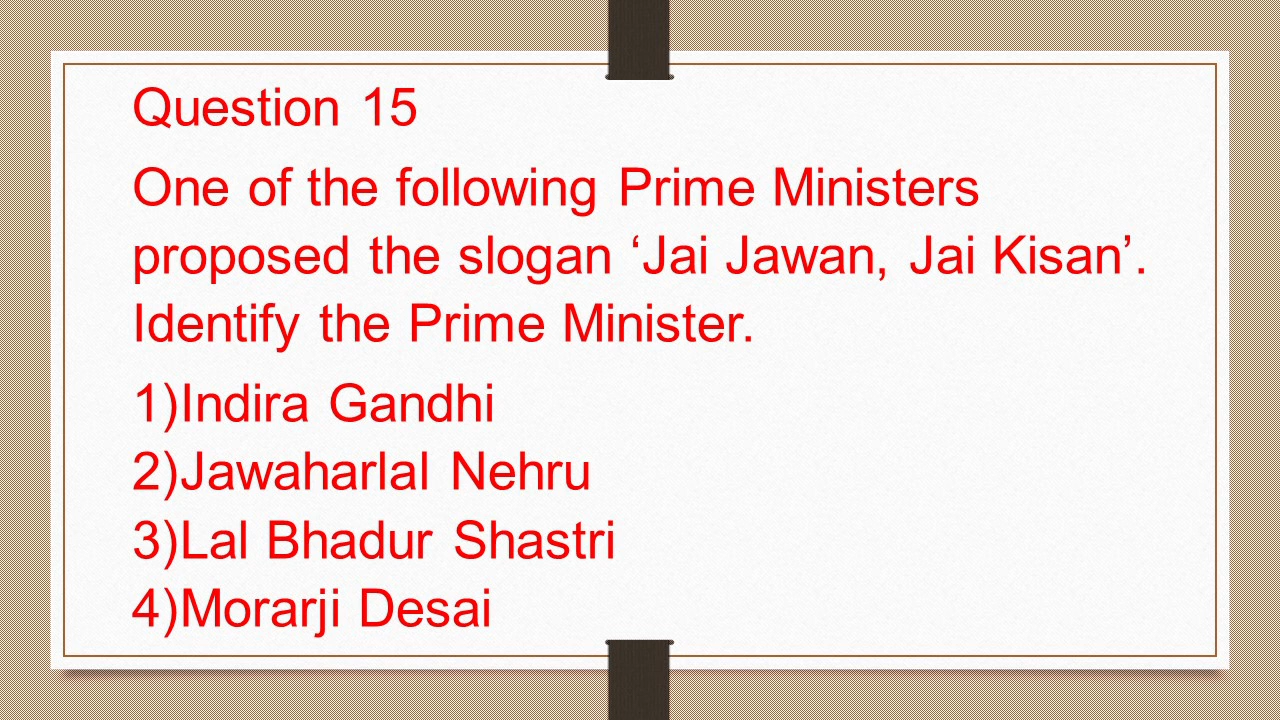 Question 15
One of the following Prime Ministers
proposed the slogan ‘Jai Jawan, Jai Kisan’.
Identify the Prime Minister.
1)Indira Gandhi
2)Jawaharlal Nehru
3)Lal Bhadur Shastri
4)Morarji Desai